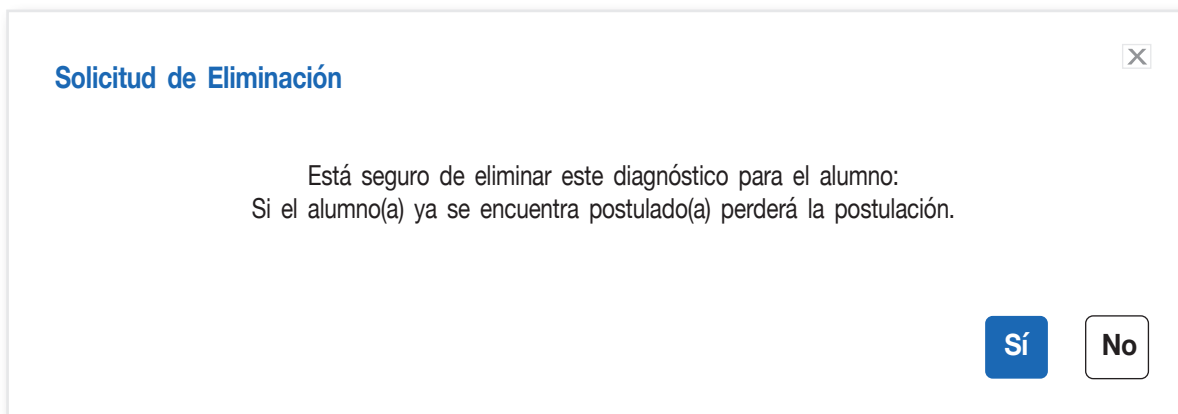 Solicitud de Eliminación
Está seguro de eliminar este diagnóstico para el alumno:
Si el alumno(a) ya se encuentra postulado(a) perderá la postulación.
Sí
No